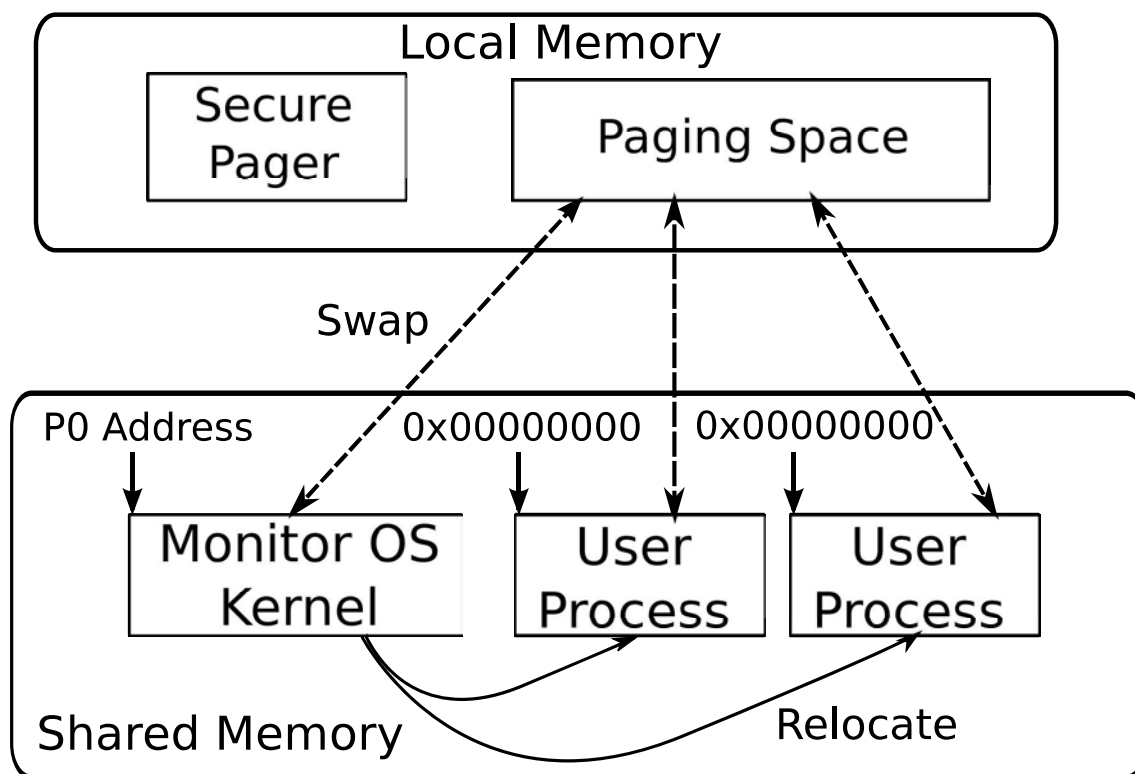 Local Memory
Secure
Pager
Paging Space
Swap
P0 Address
0x00000000
0x00000000
Monitor OS
Kernel
User
Process
User
Process
Relocate
Shared Memory